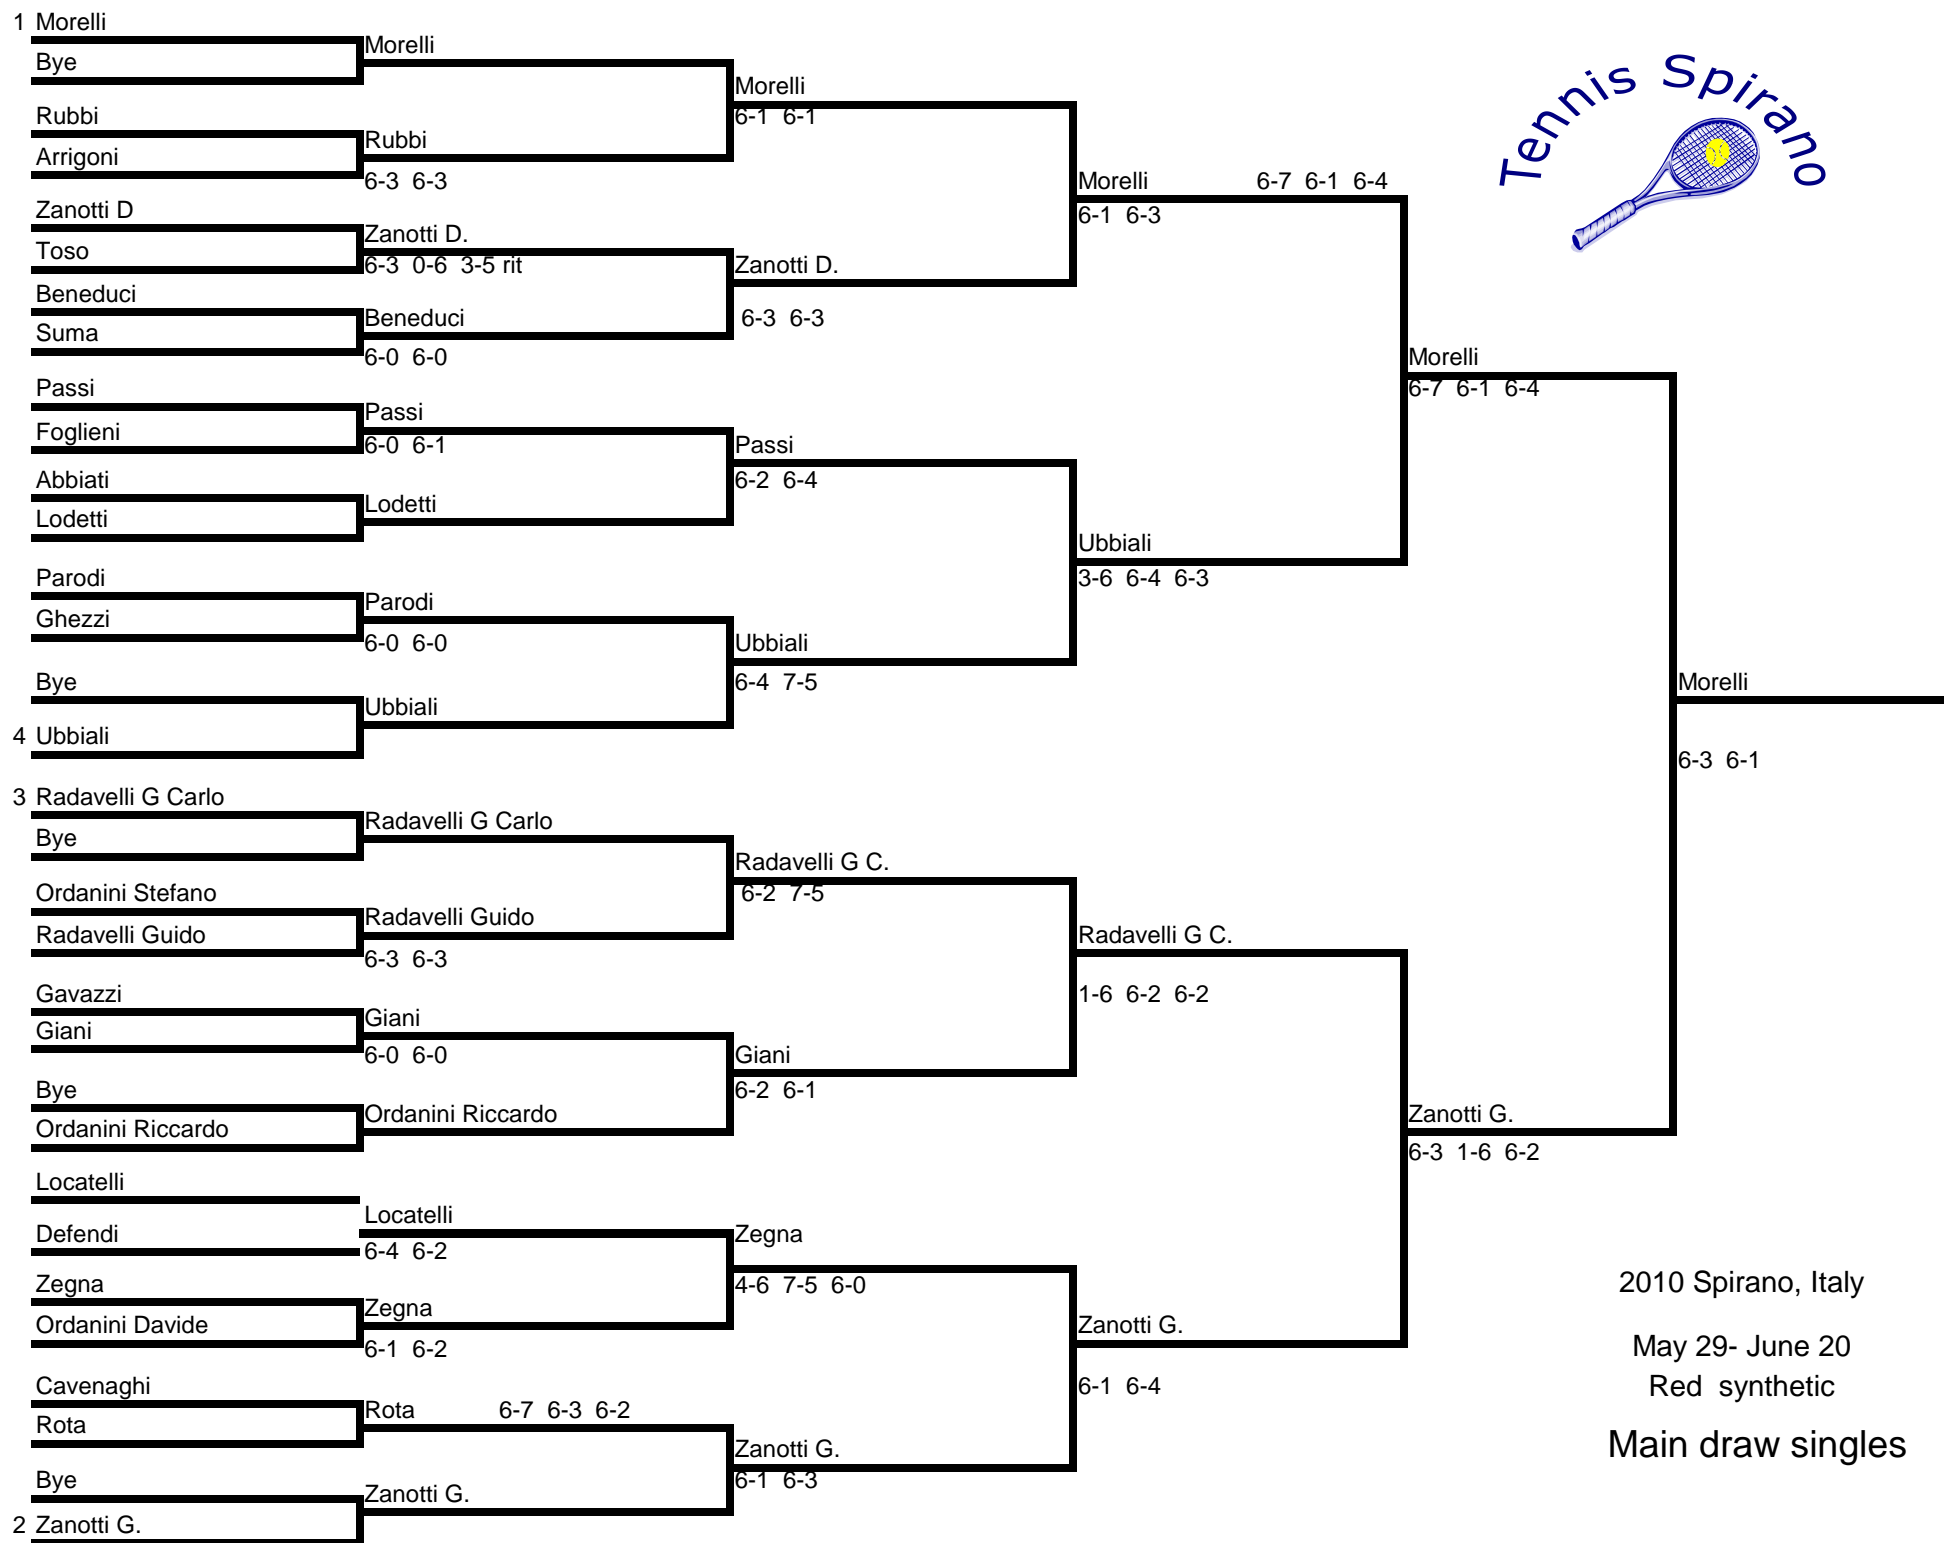 1 Morelli
Bye
Rubbi
Arrigoni
Zanotti D
Toso
Beneduci
Suma
Passi
Foglieni
Abbiati
Lodetti
Parodi
Ghezzi
Bye
4 Ubbiali
3 Radavelli G Carlo
Bye
Ordanini Stefano
Radavelli Guido
Gavazzi
Giani
Bye
Ordanini Riccardo
Locatelli
Defendi
Zegna
Ordanini Davide
Cavenaghi
Rota
Bye
2 Zanotti G.
Morelli
Rubbi
6-3 6-3
Zanotti D.
6-3 0-6 3-5 rit
Beneduci
6-0 6-0
Passi
6-0 6-1
Lodetti
Parodi
6-0 6-0
Ubbiali
Radavelli G Carlo
Radavelli Guido
6-3 6-3
Giani
6-0 6-0
Ordanini Riccardo
Locatelli
6-4 6-2
Zegna
6-1 6-2
Rota 6-7 6-3 6-2
Zanotti G.
Morelli
6-1 6-1
Zanotti D.
6-3 6-3
Passi
6-2 6-4
Ubbiali
6-4 7-5
Radavelli G C.
6-2 7-5
Giani
6-2 6-1
Zegna
4-6 7-5 6-0
Zanotti G.
6-1 6-3
Morelli 6-7 6-1 6-4
6-1 6-3
Ubbiali
3-6 6-4 6-3
Radavelli G C.
1-6 6-2 6-2
Zanotti G.
6-1 6-4
Morelli
6-7 6-1 6-4
Zanotti G.
6-3 1-6 6-2
Morelli
6-3 6-1
Tennis Spirano
2010 Spirano, Italy
May 29- June 20
Red synthetic
Main draw singles